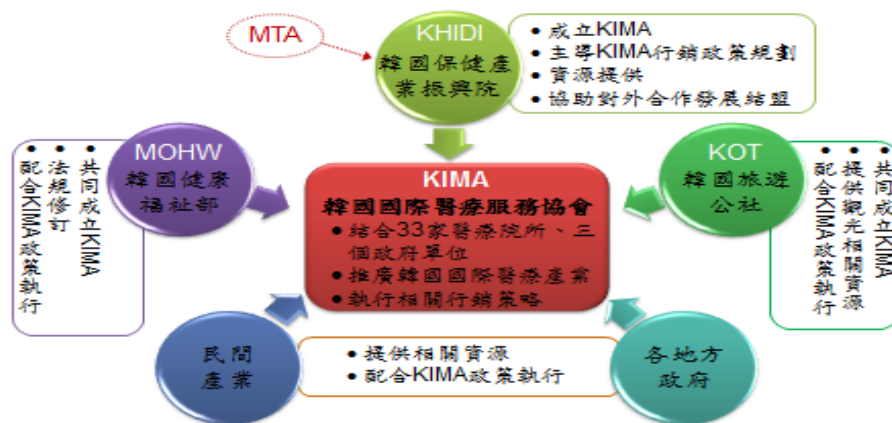 MTA
KHIDI
韓國保健產
業振興院
• 成立KIMA
• 主導KIMA行銷政策規劃
• 資源提供
• 協助對外合作發展結盟
MOHW
韓國健康
福祉部
• 共同成立KIMA
• 法規修訂
• 配合KIMA政策執行
KIMA
韓國國際醫療服務協會
• 結合33家醫療院所、三
個政府單位
• 推廣韓國國際醫療產業
• 執行相關行銷策略
KOT
韓國旅遊
公社
• 共同成立KIMA
• 提供觀光相關資源
• 配合KIMA政策執行
民間
產業
• 提供相關資源
• 配合KIMA政策執行
各地方
政府